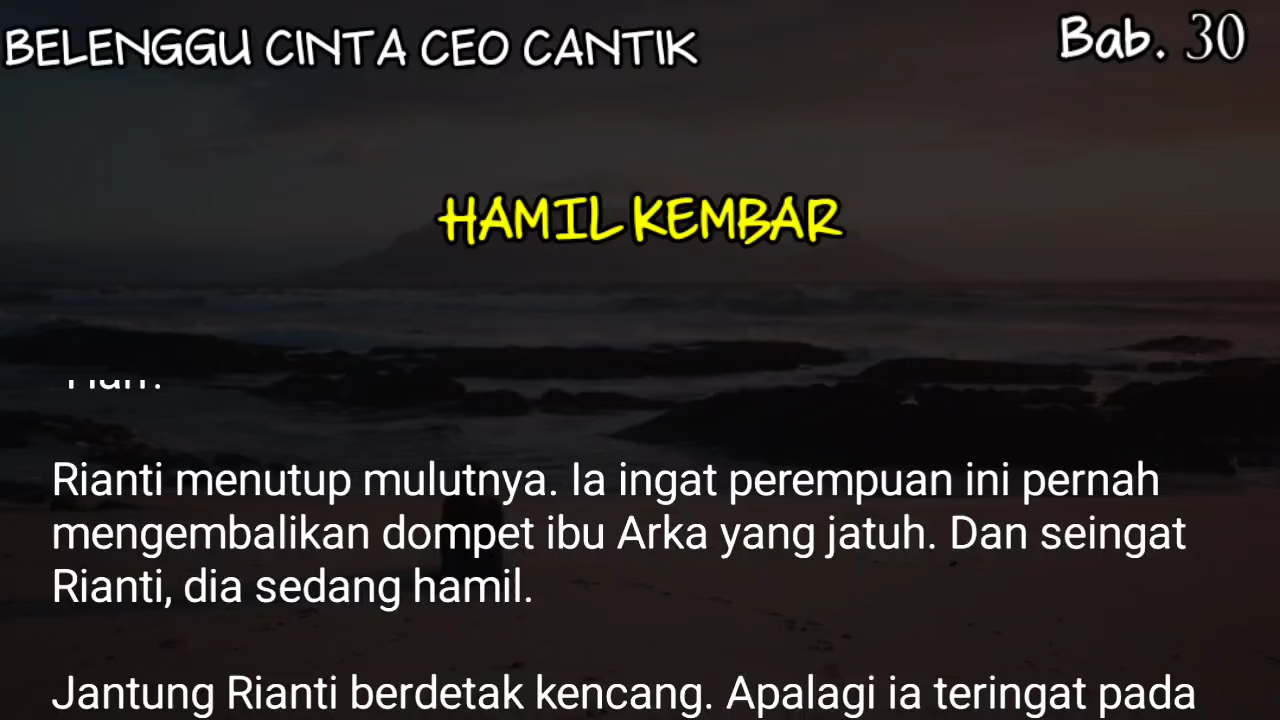 BELENGGU CINTA CEO CANTIK
Bab. 30
HAMIL KEMBAR
Rianti menutup mulutnya. Ia ingat perempuan ini pernah
mengembalikan dompet ibu Arka yang jatuh. Dan seingat
Rianti, dia sedang hamil.
Jantung Rianti berdetak kencang. Apalagi ia teringat pada